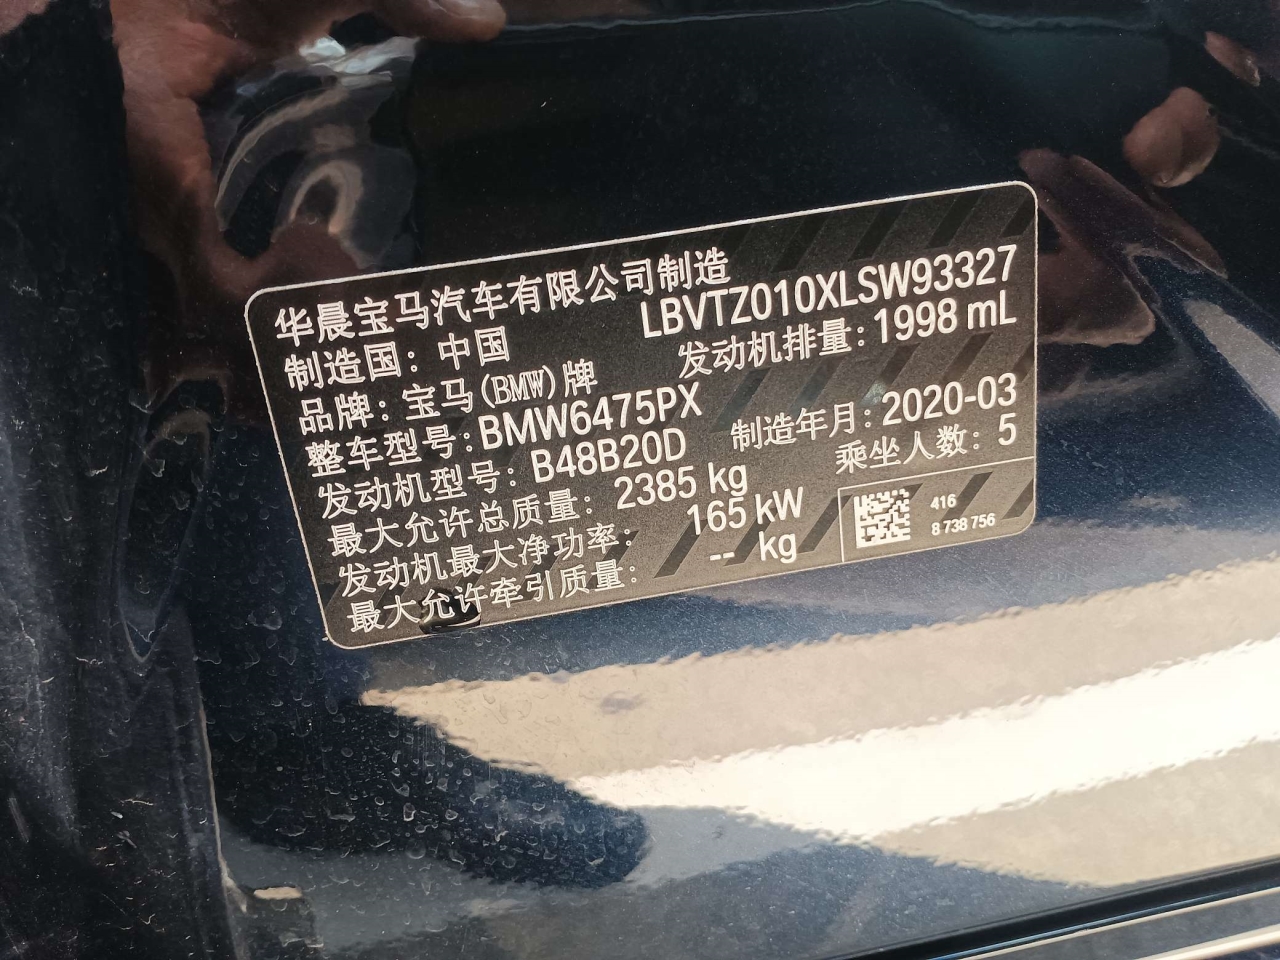 华晨宝马汽车有限公司制造
制造国：中国 LBVTZ010XLSW93327
品牌：宝马(BMW)牌 发动机排量：1998 mL
整车型号：BMW6475PX
发动机型号：B48B20D 制造年月：2020-03
最大允许总质量：2385 kg 乘坐人数：5
发动机最大净功率：165 kW
最大允许牵引质量：-- kg
416
8 738 756